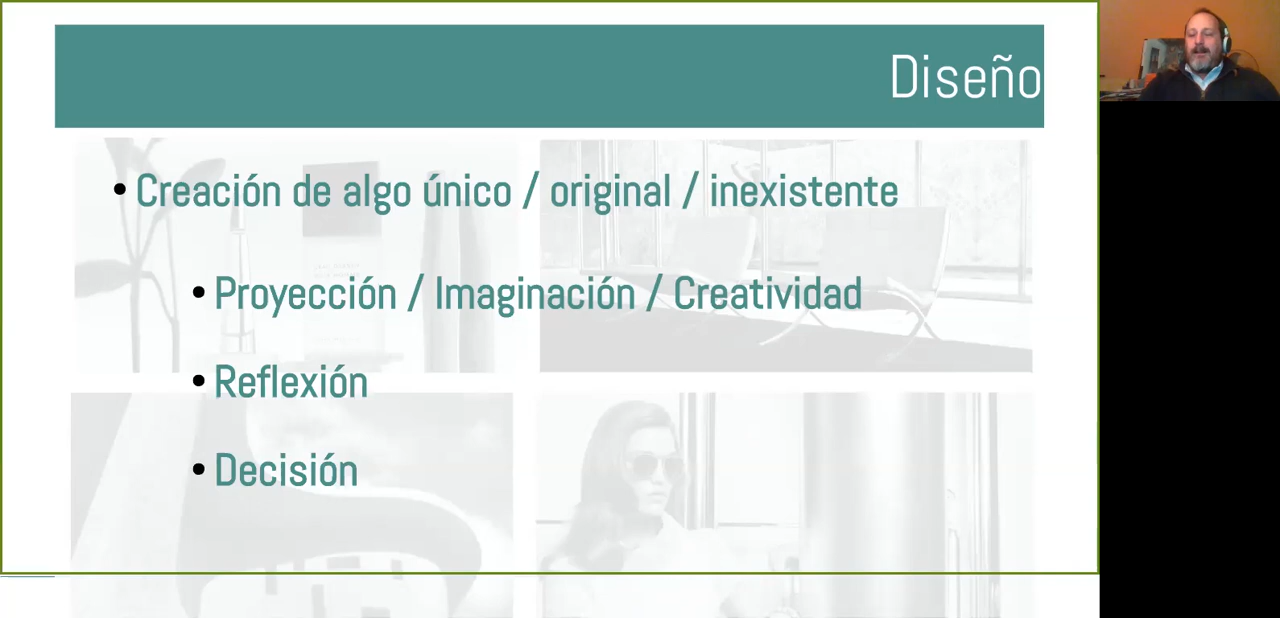 Diseño
• Creación de algo único / original / inexistente
• Proyección / Imaginación / Creatividad
• Reflexión
• Decisión